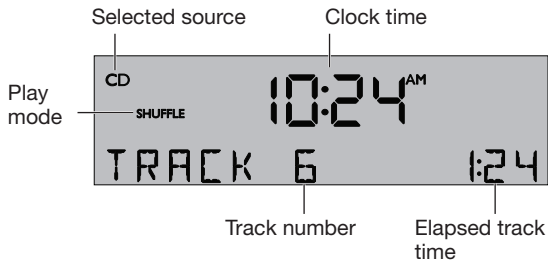 Selected source
Clock time
CD
10:24 AM
Play
mode
SHUFFLE
TRACK 6 1:24
Track number
Elapsed track
time